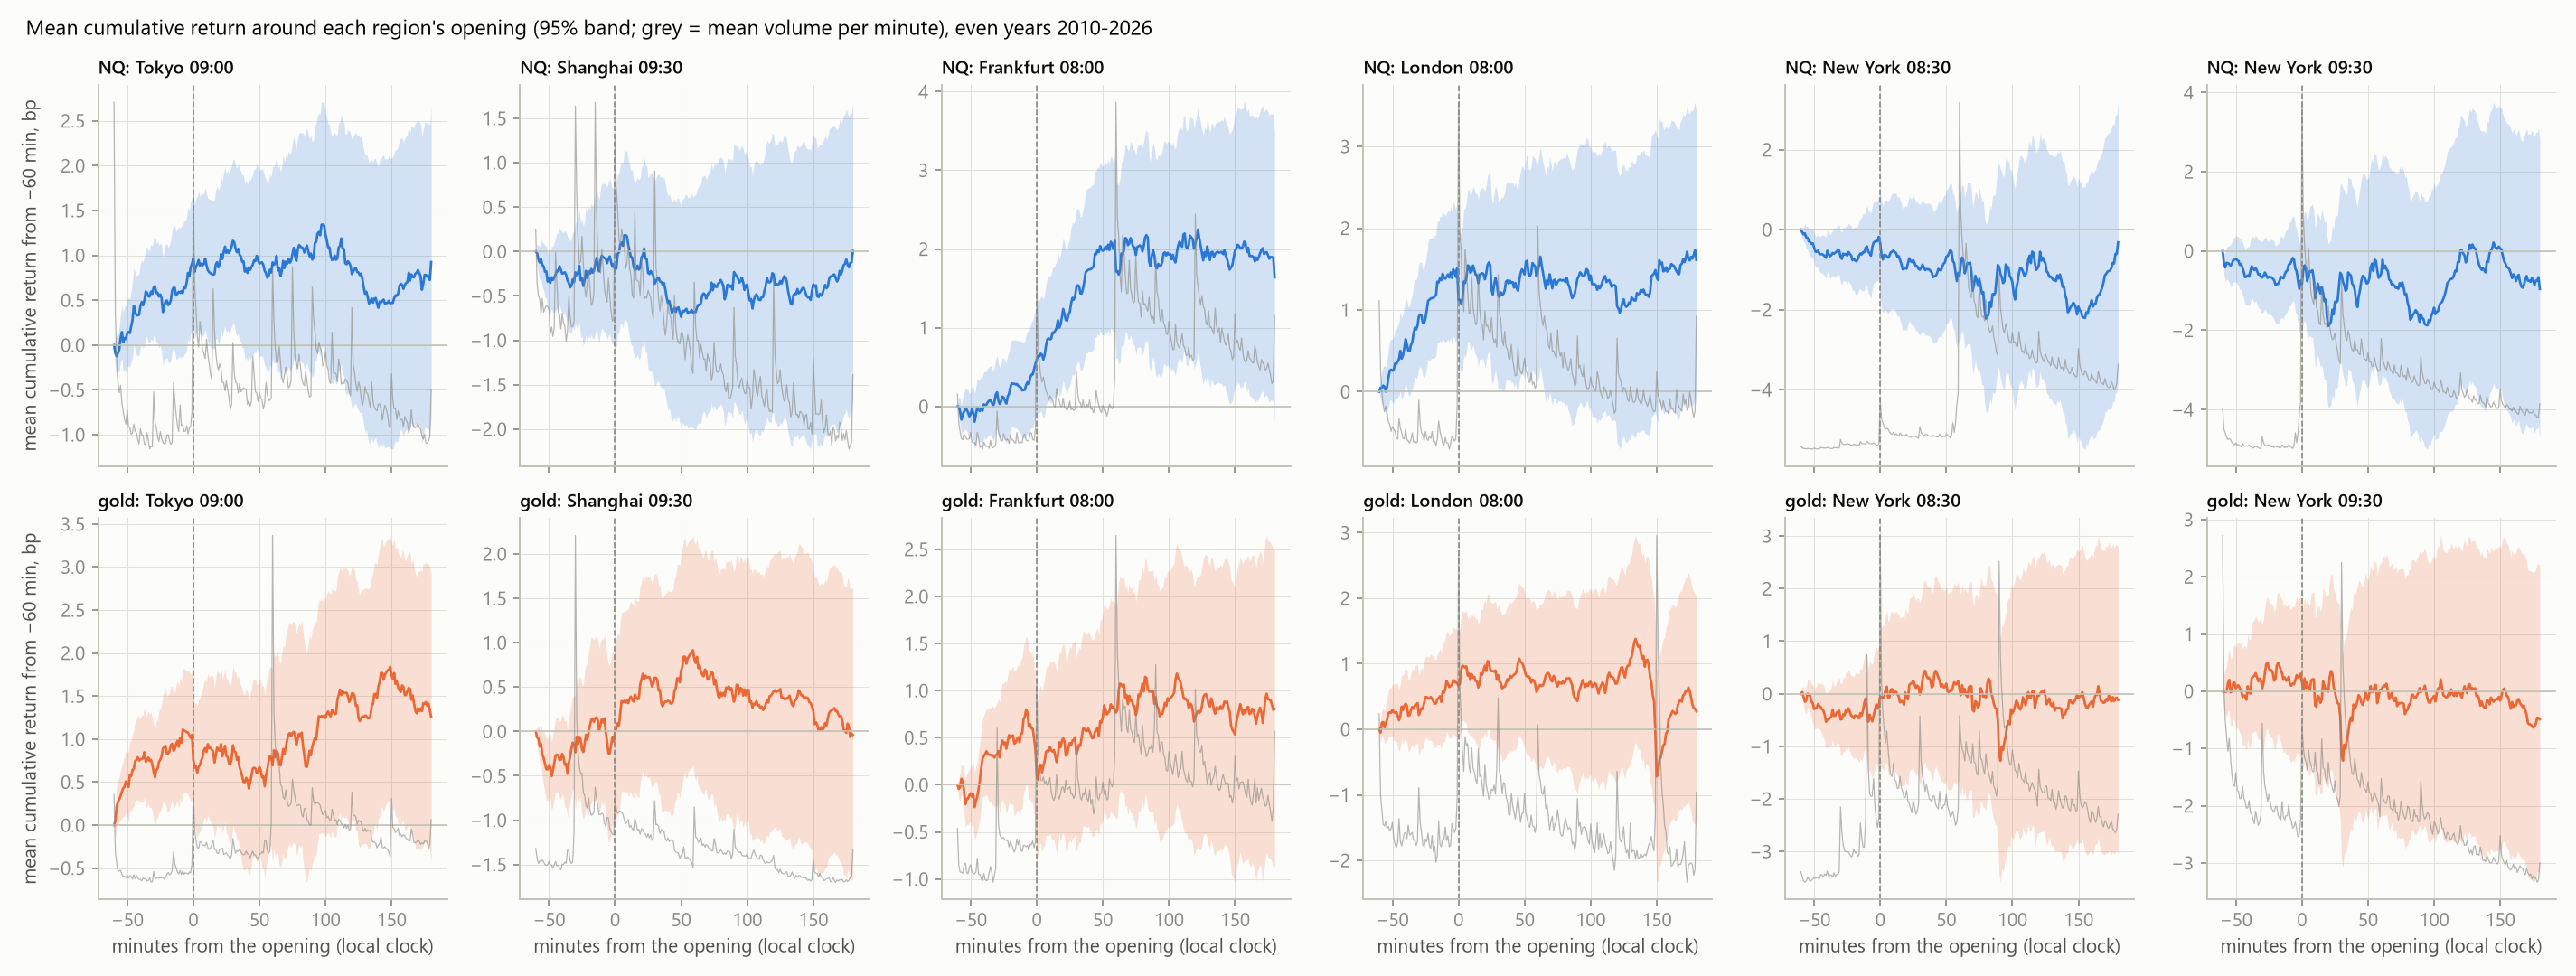 Mean cumulative return around each region's opening (95% band; grey = mean volume per minute), even years 2010-2026
NQ: Tokyo 09:00
NQ: Shanghai 09:30
NQ: Frankfurt 08:00
NQ: London 08:00
NQ: New York 08:30
NQ: New York 09:30
mean cumulative return from −60 min, bp
2.5
2.0
1.5
1.0
0.5
0.0
−0.5
−1.0
1.5
1.0
0.5
0.0
−0.5
−1.0
−1.5
−2.0
4
3
2
1
0
3
2
1
0
2
0
−2
−4
4
2
0
−2
−4
gold: Tokyo 09:00
gold: Shanghai 09:30
gold: Frankfurt 08:00
gold: London 08:00
gold: New York 08:30
gold: New York 09:30
mean cumulative return from −60 min, bp
3.5
3.0
2.5
2.0
1.5
1.0
0.5
0.0
−0.5
2.0
1.5
1.0
0.5
0.0
−0.5
−1.0
−1.5
2.5
2.0
1.5
1.0
0.5
0.0
−0.5
−1.0
3
2
1
0
−1
−2
3
2
1
0
−1
−2
−3
3
2
1
0
−1
−2
−3
−50 0 50 100 150
−50 0 50 100 150
−50 0 50 100 150
−50 0 50 100 150
−50 0 50 100 150
−50 0 50 100 150
minutes from the opening (local clock)
minutes from the opening (local clock)
minutes from the opening (local clock)
minutes from the opening (local clock)
minutes from the opening (local clock)
minutes from the opening (local clock)